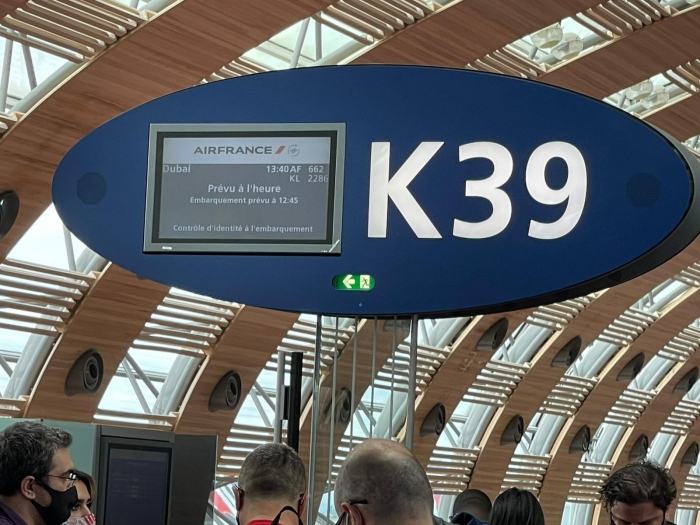 AIRFRANCE
Dubai 13:40 AF 662
KL 2286
Prévu à l'heure
Embarquement prévu à 12:45
Contrôle d'identité à l'embarquement
K39